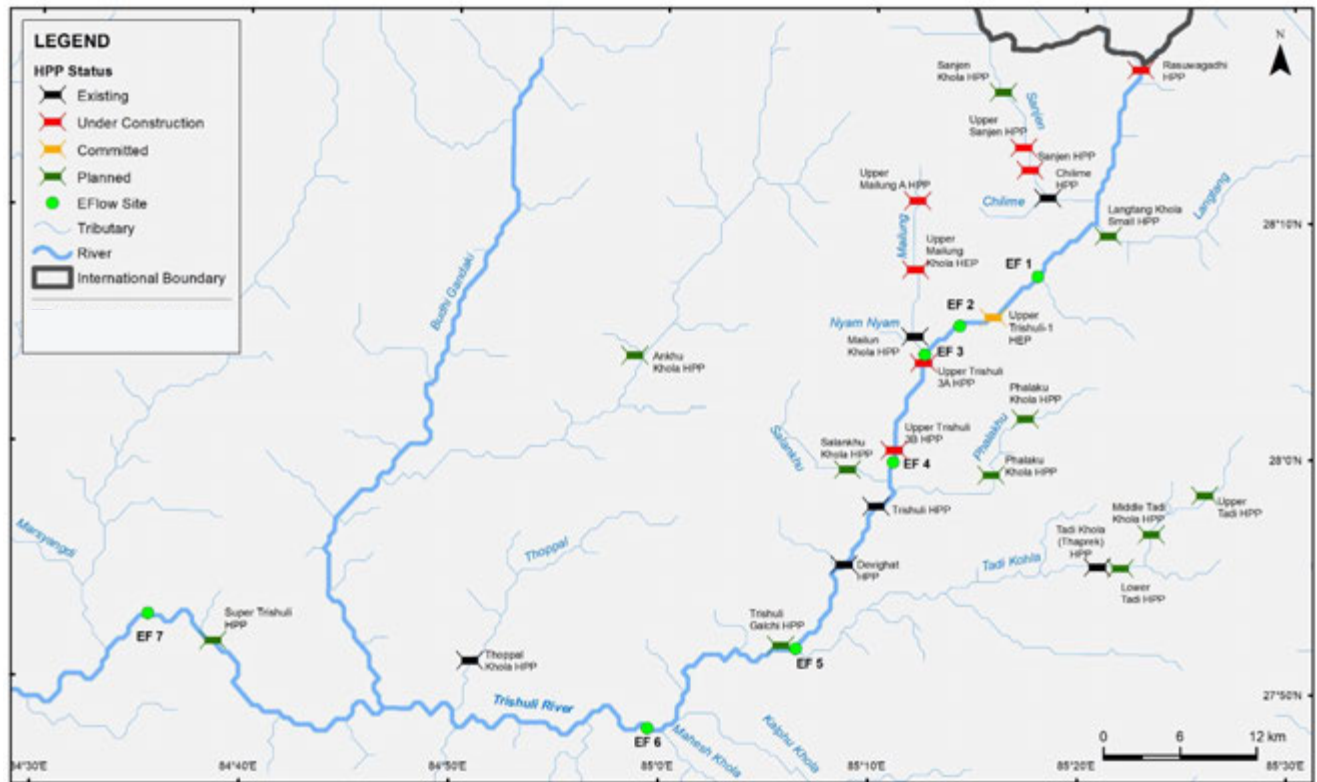 LEGEND
HPP Status
Existing
Under Construction
Committed
Planned
EFlow Site
Tributary
River
International Boundary
N
Rasuwagadhi
HPP
Sanjen
Khola HPP
Sanjen
Upper
Sanjen HPP
Sanjen HPP
Chilime
HPP
Chilime
Upper
Mailung A HPP
Mailung
Upper
Mailung
Khola HEP
Langtang Khola
Small HPP
Langtang
28°10'N
EF 1
EF 2
Upper
Trishuli-1
HEP
Nyam Nyam
Mailun
Khola HPP
EF 3
Upper Trishuli
3A HPP
Budhi Gandaki
Ankhu
Khola HPP
Phalaku
Khola HPP
Phalakhu
Phalaku
Khola HPP
Upper Trishuli
3B HPP
EF 4
Salankhu
Khola HPP
Salankhu
28°0'N
Trishuli HPP
Upper
Tadi HPP
Middle Tadi
Khola HPP
Tadi Khola
(Thaprek)
HPP
Tadi Kohla
Lower
Tadi HPP
Devighat
HPP
Marsyangdi
Thoppal
EF 7
Super Trishuli
HPP
Trishuli
Galchi HPP
EF 5
Thoppal
Khola HPP
Trishuli River
28°50'N
EF 6
Mahesh Khola
Kalphu Khola
0 6 12 km
84°30'E
84°40'E
84°50'E
85°0'E
85°10'E
85°20'E
85°30'E